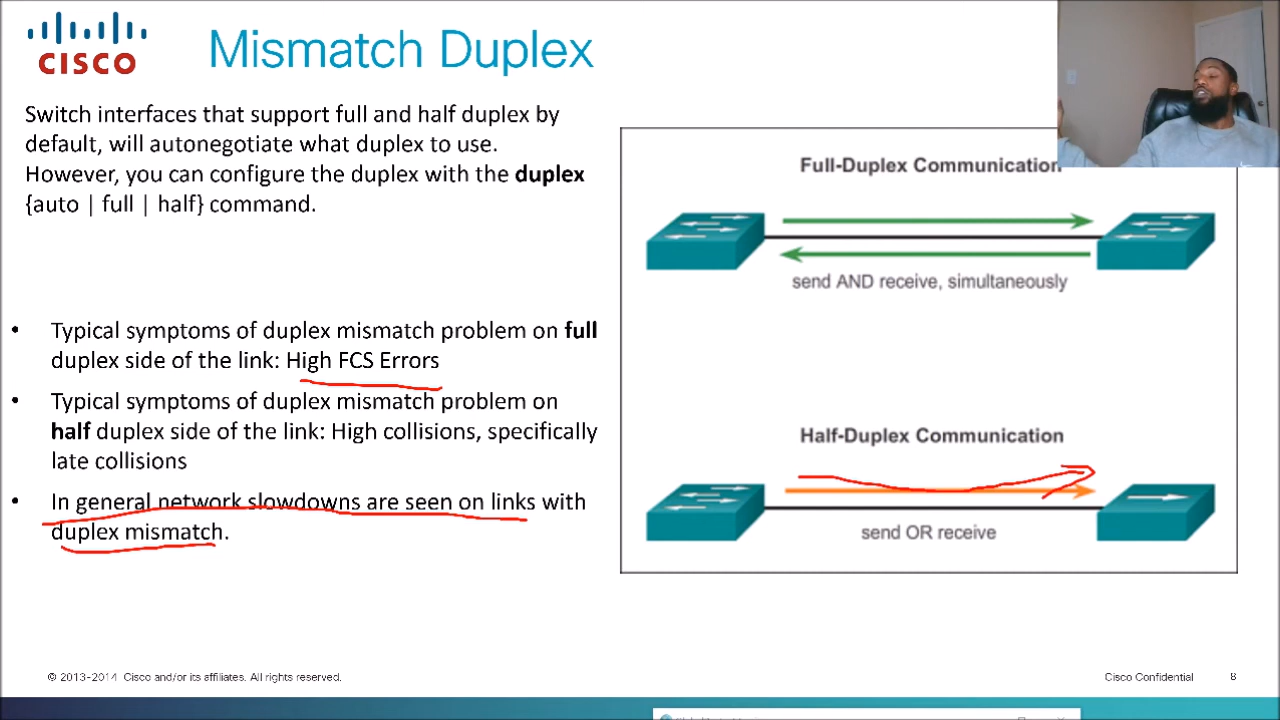 CISCO
Mismatch Duplex
Switch interfaces that support full and half duplex by
default, will autonegotiate what duplex to use.
However, you can configure the duplex with the duplex
{auto | full | half} command.
• Typical symptoms of duplex mismatch problem on full
duplex side of the link: High FCS Errors
• Typical symptoms of duplex mismatch problem on
half duplex side of the link: High collisions, specifically
late collisions
• In general network slowdowns are seen on links with
duplex mismatch.
Full-Duplex Communication
send AND receive, simultaneously
Half-Duplex Communication
send OR receive
© 2013-2014 Cisco and/or its affiliates. All rights reserved.
Cisco Confidential
8